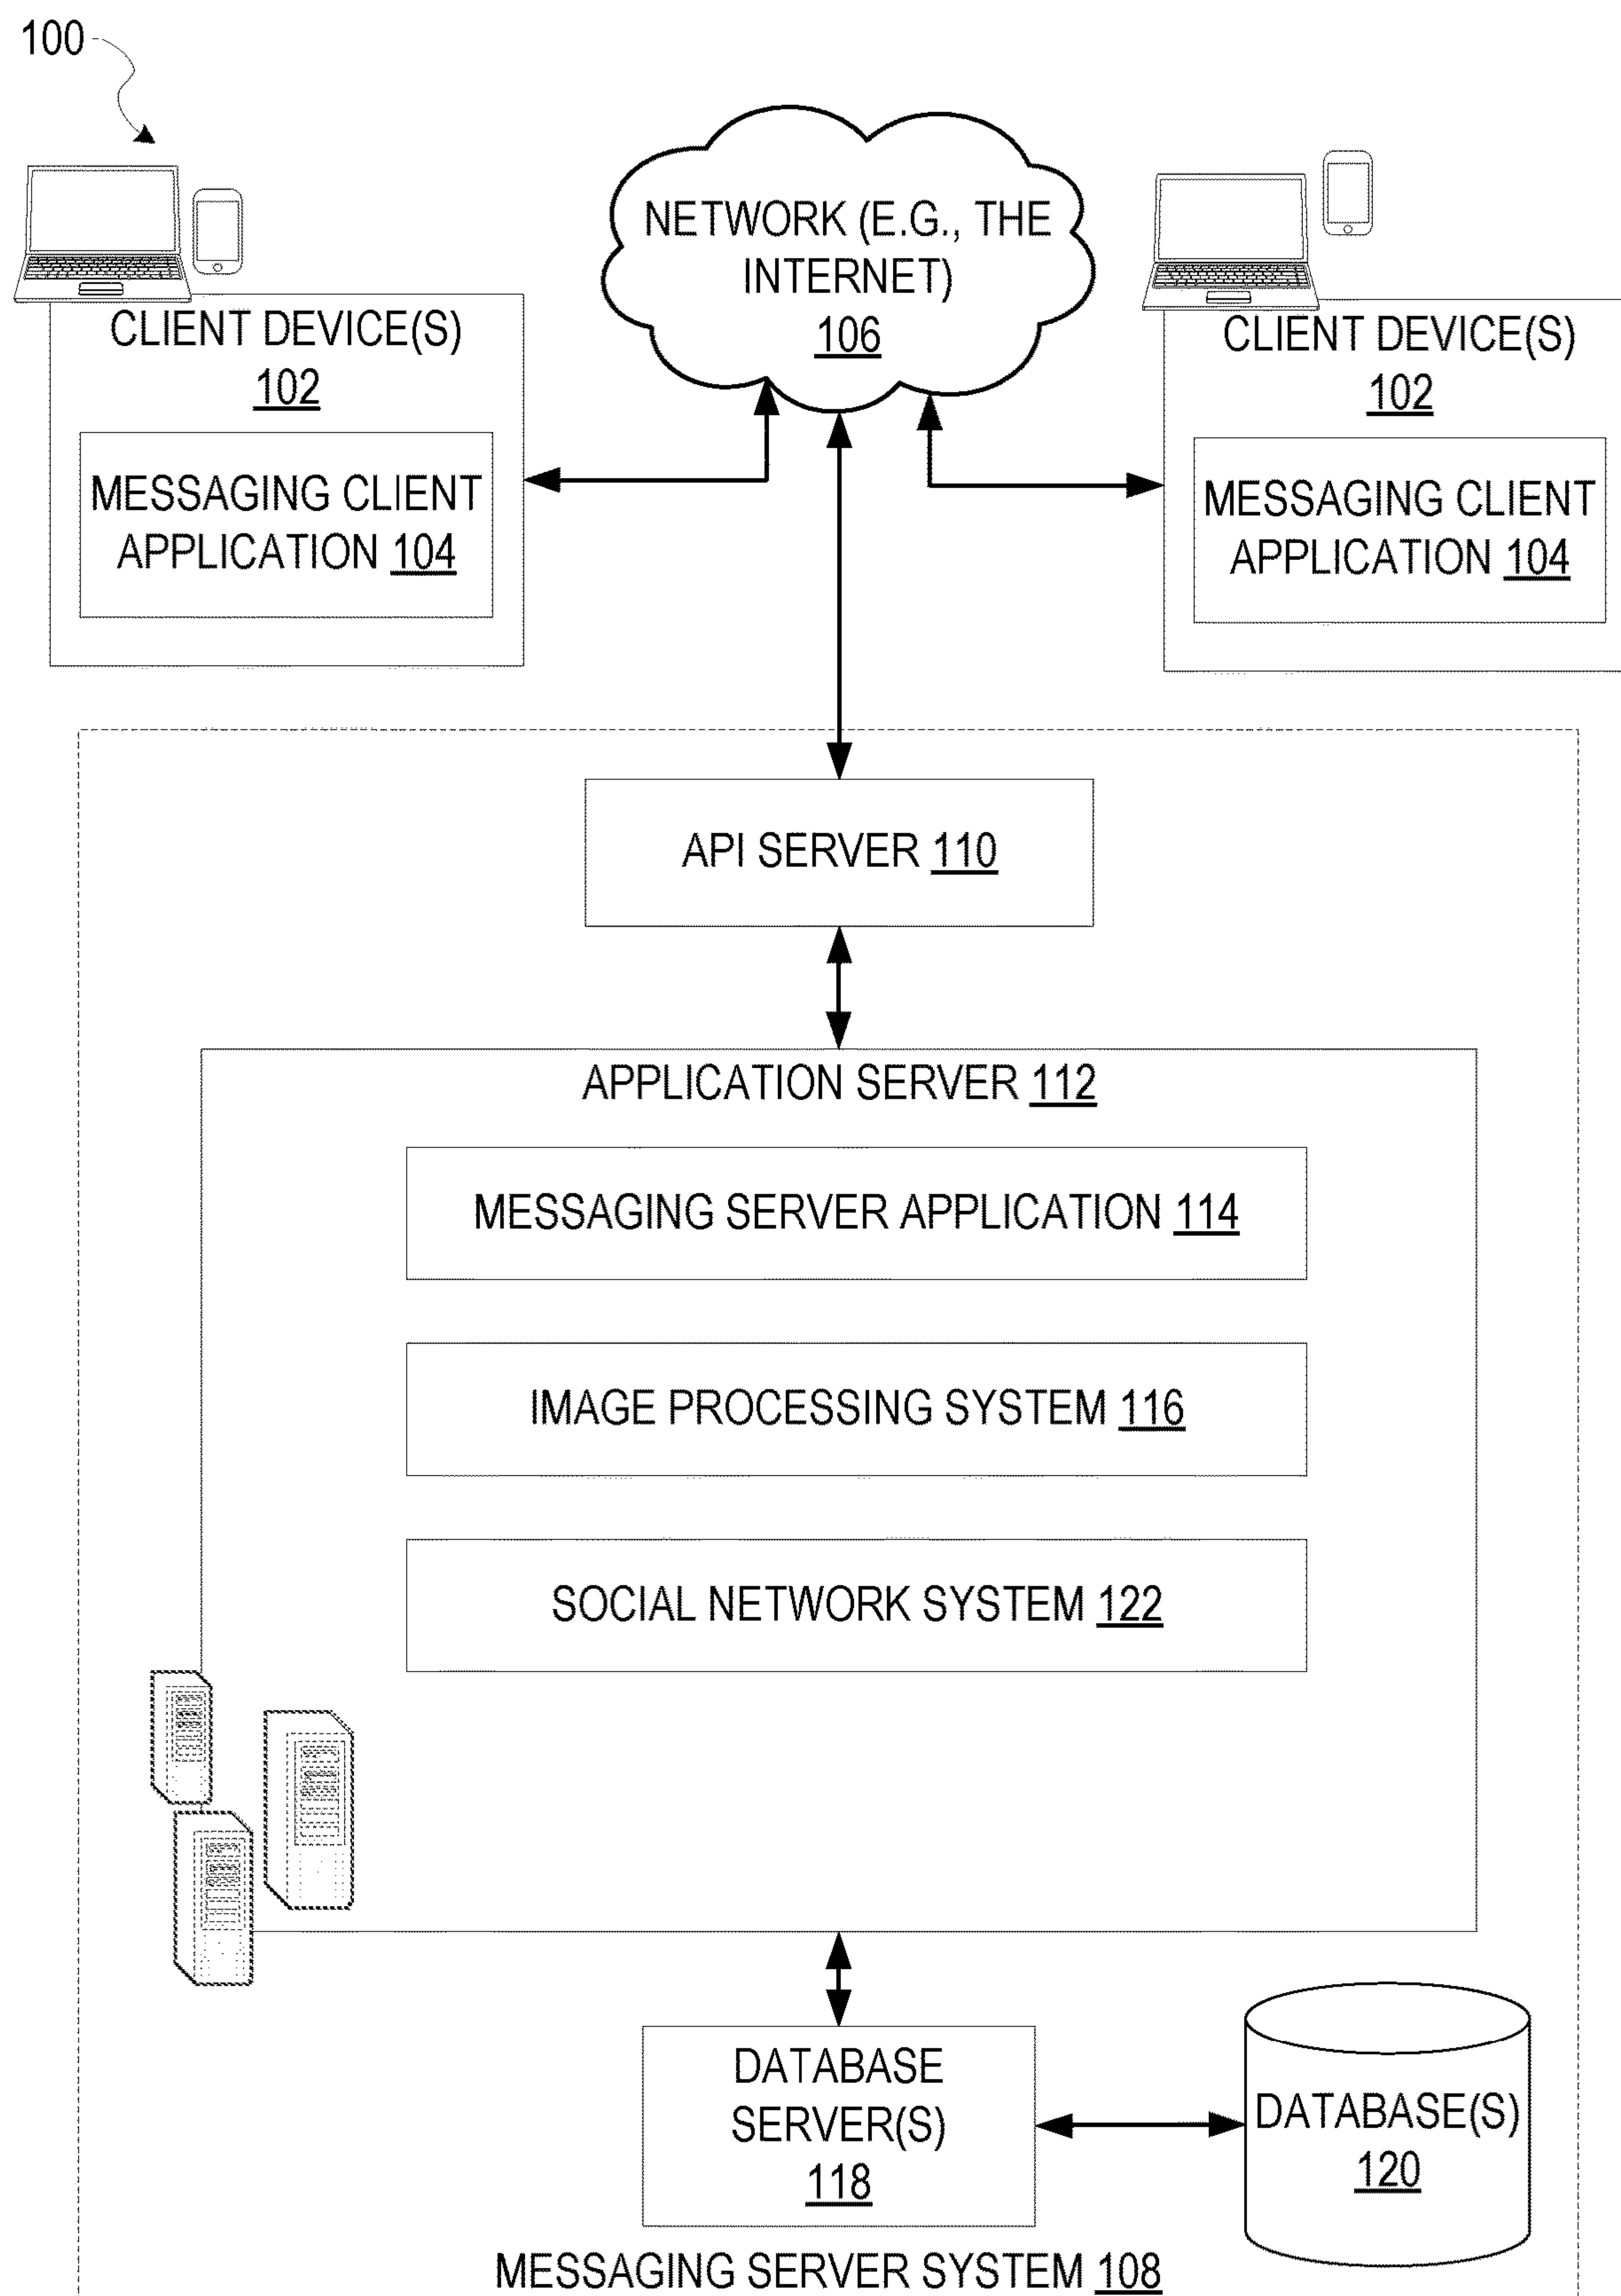 100
NETWORK (E.G., THE
INTERNET)
106
CLIENT DEVICE(S)
102
MESSAGING CLIENT
APPLICATION 104
CLIENT DEVICE(S)
102
MESSAGING CLIENT
APPLICATION 104
API SERVER 110
APPLICATION SERVER 112
MESSAGING SERVER APPLICATION 114
IMAGE PROCESSING SYSTEM 116
SOCIAL NETWORK SYSTEM 122
DATABASE
SERVER(S)
118
DATABASE(S)
120
MESSAGING SERVER SYSTEM 108